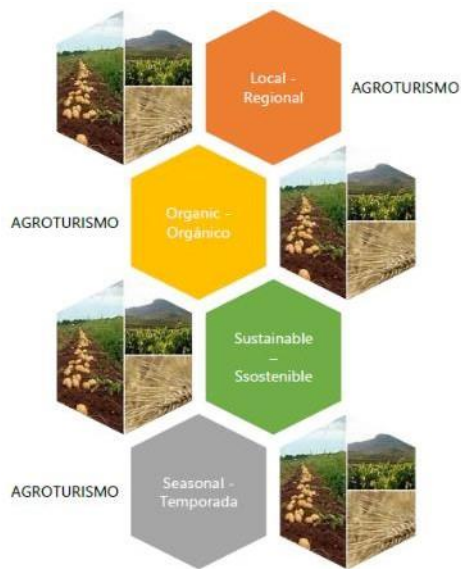 Local -
Regional
AGROTURISMO
AGROTURISMO
Organic -
Orgánico
Sustainable
–
Ssostenible
AGROTURISMO
Seasonal -
Temporada